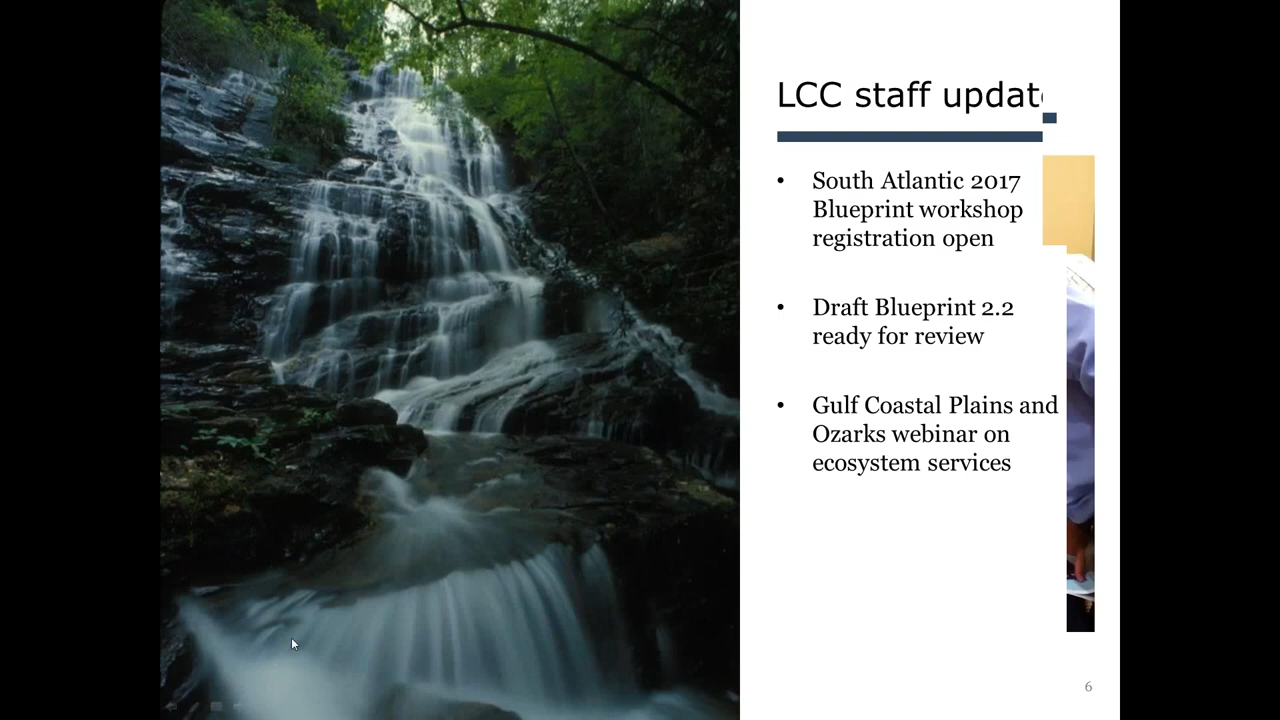 LCC staff updat
• South Atlantic 2017
Blueprint workshop
registration open
• Draft Blueprint 2.2
ready for review
• Gulf Coastal Plains and
Ozarks webinar on
ecosystem services
6